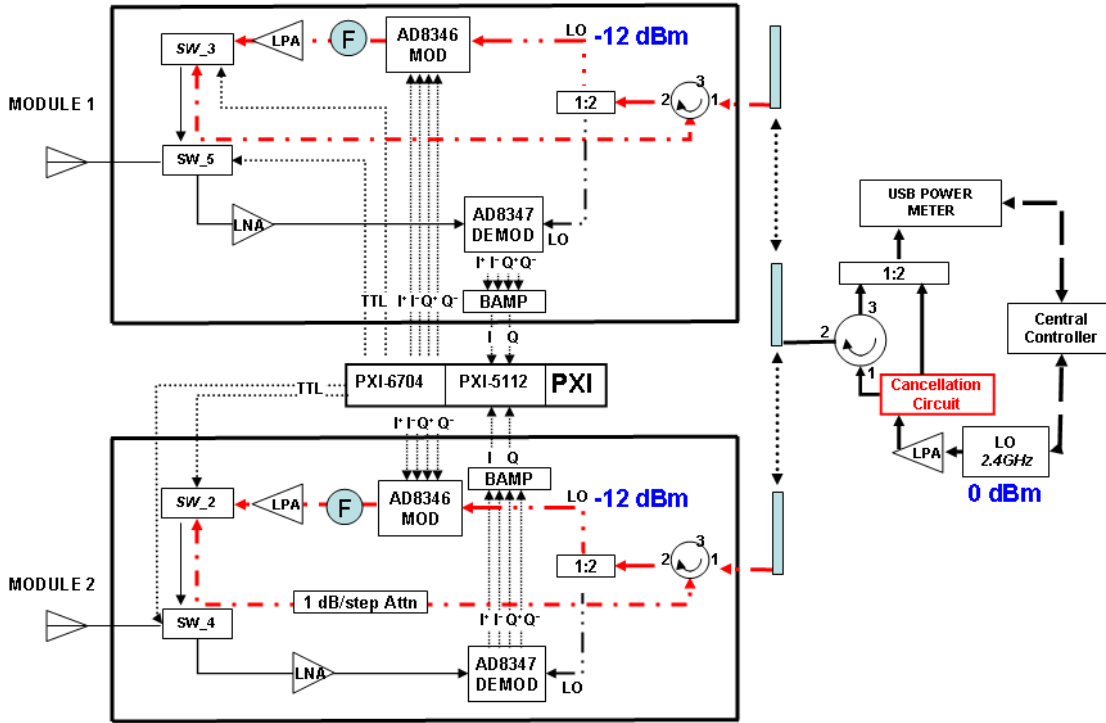 MODULE 1
SW_3
LPA
F
AD8346
MOD
LO
-12 dBm
1:2
2
3
1
SW_5
LNA
AD8347
DEMOD
LO
I⁺ I⁻ Q⁺ Q⁻
BAMP
I Q
TTL
I⁺ I⁻ Q⁺ Q⁻
USB POWER
METER
1:2
3
2
1
Central
Controller
Cancellation
Circuit
LPA
LO
2.4GHz
0 dBm
TTL
PXI-6704
PXI-5112
PXI
I⁺ I⁻ Q⁺ Q⁻
I Q
BAMP
MODULE 2
SW_2
LPA
F
AD8346
MOD
LO
-12 dBm
1:2
2
3
1
1 dB/step Attn
SW_4
I⁺ I⁻ Q⁺ Q⁻
LNA
AD8347
DEMOD
LO